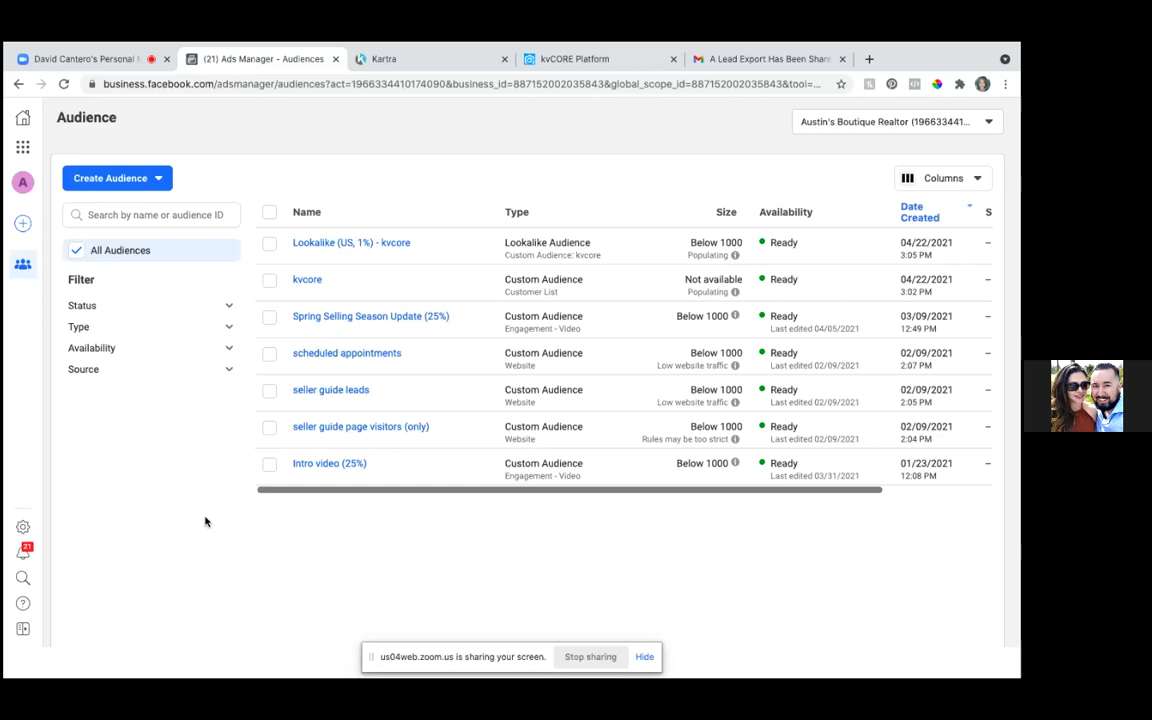 David Cantero's Personal
(21) Ads Manager - Audiences
Kartra
kvCORE Platform
A Lead Export Has Been Share
business.facebook.com/adsmanager/audiences?act=1966334410174090&business_id=887152002035843&global_scope_id=887152002035843&tool=...
Audience
Austin's Boutique Realtor (196633441...
A
Create Audience
Columns
Search by name or audience ID
All Audiences
Filter
Status
Type
Availability
Source
Name Type Size Availability Date Created S
Lookalike (US, 1%) - kvcore Lookalike Audience Below 1000 Ready 04/22/2021 –
Custom Audience: kvcore Populating 3:05 PM
kvcore Custom Audience Not available Ready 04/22/2021 –
Customer List Populating 3:02 PM
Spring Selling Season Update (25%) Custom Audience Below 1000 Ready 03/09/2021 –
Engagement - Video Last edited 04/05/2021 12:49 PM
scheduled appointments Custom Audience Below 1000 Ready 02/09/2021 –
Website Low website traffic Last edited 02/09/2021 2:07 PM
seller guide leads Custom Audience Below 1000 Ready 02/09/2021 –
Website Low website traffic Last edited 02/09/2021 2:05 PM
seller guide page visitors (only) Custom Audience Below 1000 Ready 02/09/2021 –
Website Rules may be too strict Last edited 02/09/2021 2:04 PM
Intro video (25%) Custom Audience Below 1000 Ready 01/23/2021 –
Engagement - Video Last edited 03/31/2021 12:08 PM
21
us04web.zoom.us is sharing your screen. Stop sharing Hide